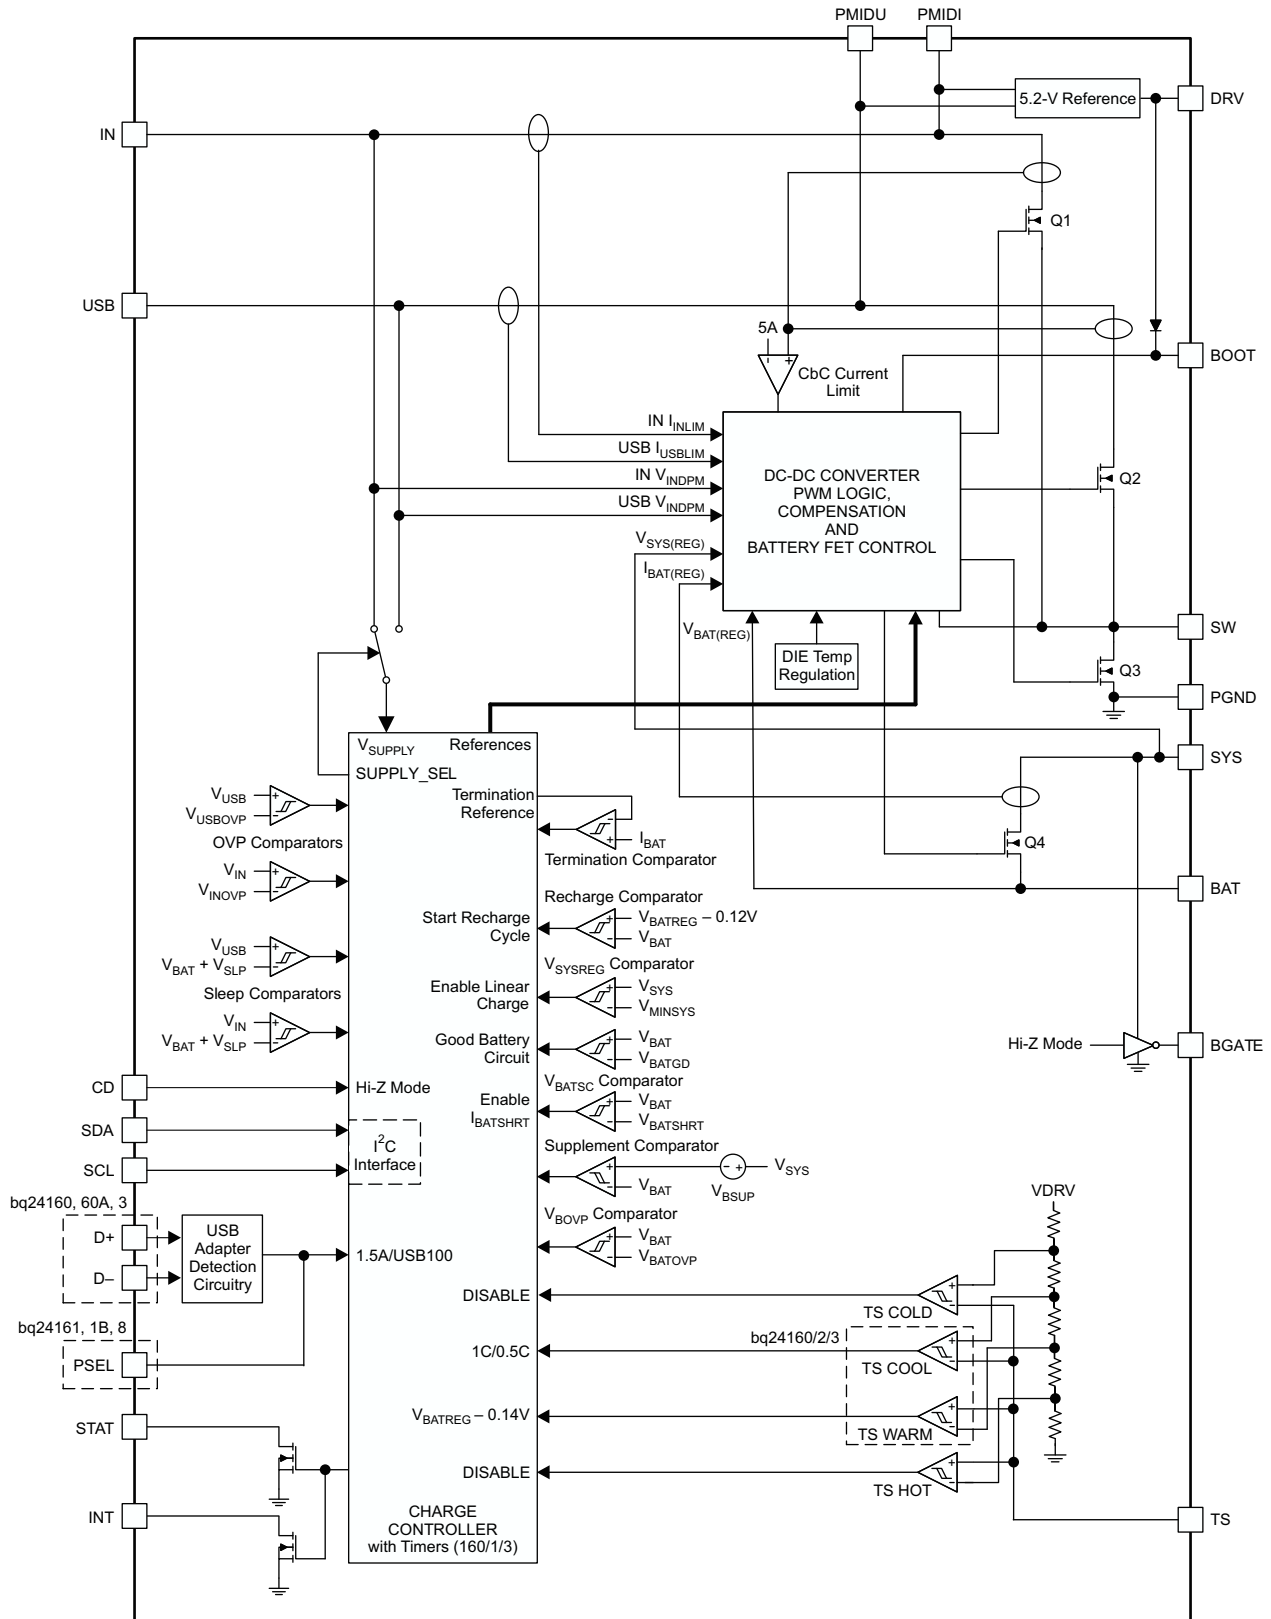 PMIDU
PMIDI
5.2-V Reference
DRV
IN
Q1
USB
5A
-
+
CbC Current
Limit
BOOT
IN I_INLIM
USB I_USBLIM
IN V_INDPM
USB V_INDPM
V_SYS(REG)
I_BAT(REG)
V_BAT(REG)
DC-DC CONVERTER
PWM LOGIC,
COMPENSATION
AND
BATTERY FET CONTROL
Q2
DIE Temp
Regulation
SW
Q3
PGND
SYS
Q4
BAT
V_SUPPLY
References
SUPPLY_SEL
V_USB
+
V_USBOVP
-
OVP Comparators
V_IN
+
V_INOVP
-
V_USB
+
V_BAT + V_SLP
-
Sleep Comparators
V_IN
+
V_BAT + V_SLP
-
Termination
Reference
-
+
I_BAT
Termination Comparator
Recharge Comparator
Start Recharge
Cycle
+
V_BATREG – 0.12V
-
V_BAT
V_SYSREG Comparator
Enable Linear
Charge
+
V_SYS
-
V_MINSYS
Good Battery
Circuit
+
V_BAT
-
V_BATGD
V_BATSC Comparator
Enable
I_BATSHRT
+
V_BAT
-
V_BATSHRT
Supplement Comparator
+
- +
V_SYS
-
V_BAT
V_BSUP
V_BOVP Comparator
+
V_BAT
-
V_BATOVP
Hi-Z Mode
BGATE
CD
Hi-Z Mode
SDA
SCL
I²C
Interface
bq24160, 60A, 3
D+
D–
USB
Adapter
Detection
Circuitry
1.5A/USB100
bq24161, 1B, 8
PSEL
STAT
INT
VDRV
DISABLE
+
-
TS COLD
bq24160/2/3
1C/0.5C
+
-
TS COOL
V_BATREG – 0.14V
+
-
TS WARM
DISABLE
+
-
TS HOT
TS
CHARGE
CONTROLLER
with Timers (160/1/3)